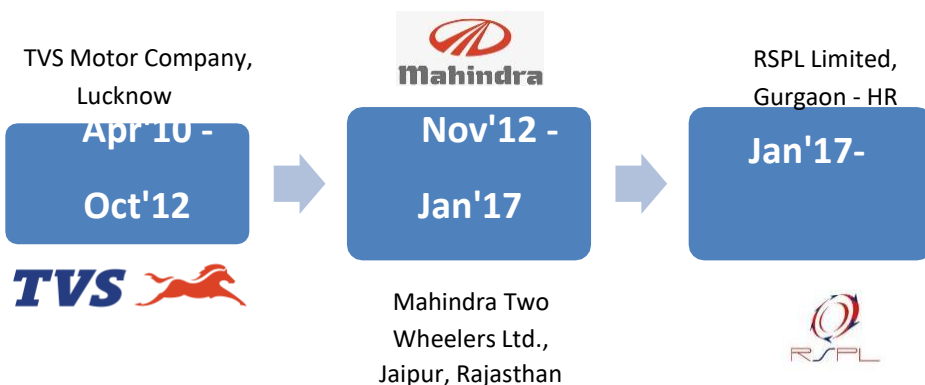 TVS Motor Company,
Lucknow
Apr'10 -
Oct'12
TVS
Mahindra
Nov'12 -
Jan'17
Mahindra Two
Wheelers Ltd.,
Jaipur, Rajasthan
RSPL Limited,
Gurgaon - HR
Jan'17-
RSPL